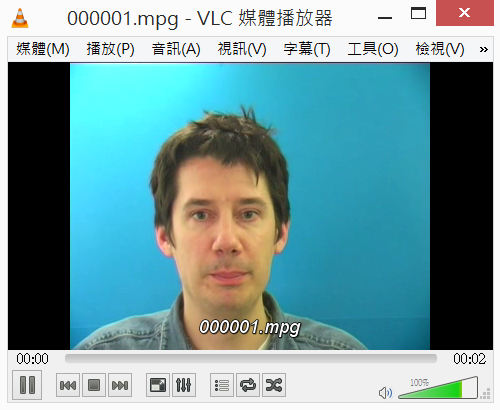 000001.mpg - VLC 媒體播放器
媒體(M) 播放(P) 音訊(A) 視訊(V) 字幕(T) 工具(O) 檢視(V) »
000001.mpg
00:00 00:02
100%